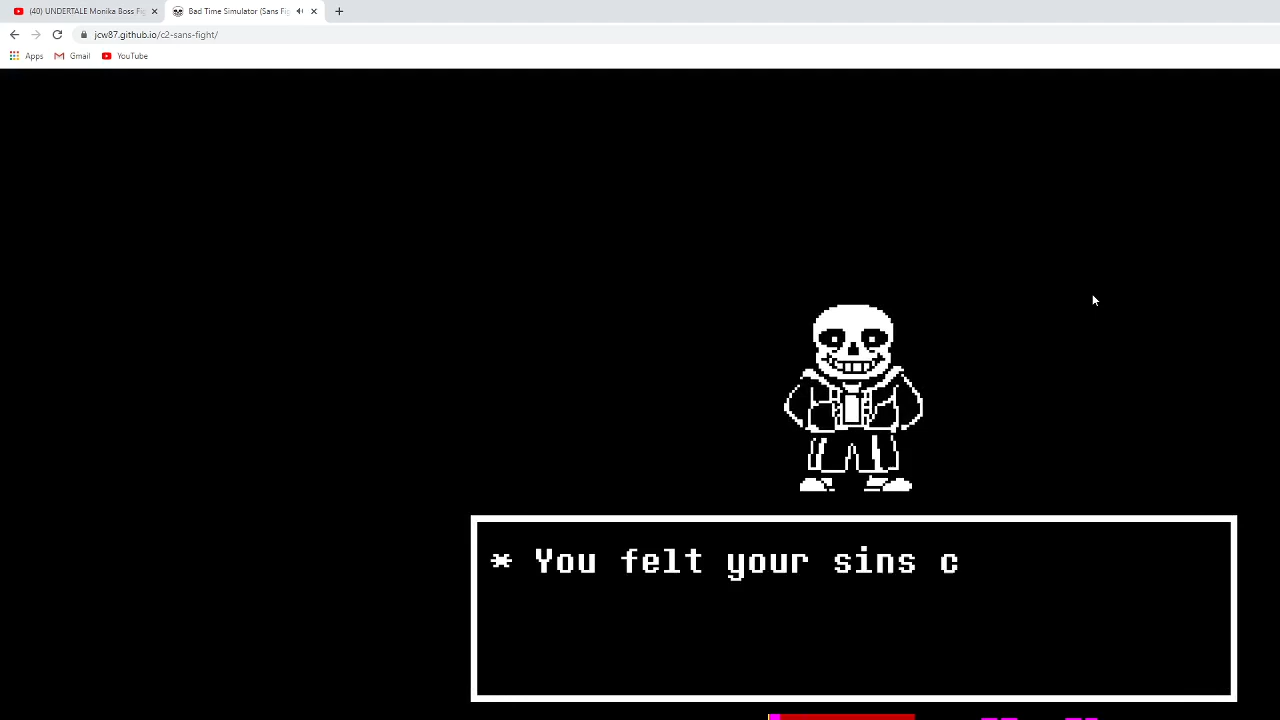 (40) UNDERTALE Monika Boss Fig
Bad Time Simulator (Sans Fig
jcw87.github.io/c2-sans-fight/
Apps Gmail YouTube
* You felt your sins c